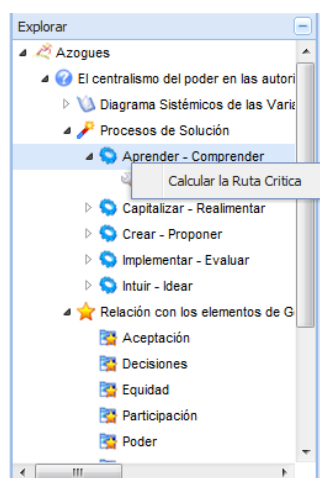 Explorar
Azogues
El centralismo del poder en las autori
Diagrama Sistémicos de las Varia
Procesos de Solución
Aprender - Comprender
Calcular la Ruta Critica
Capitalizar - Realimentar
Crear - Proponer
Implementar - Evaluar
Intuir - Idear
Relación con los elementos de G
Aceptación
Decisiones
Equidad
Participación
Poder